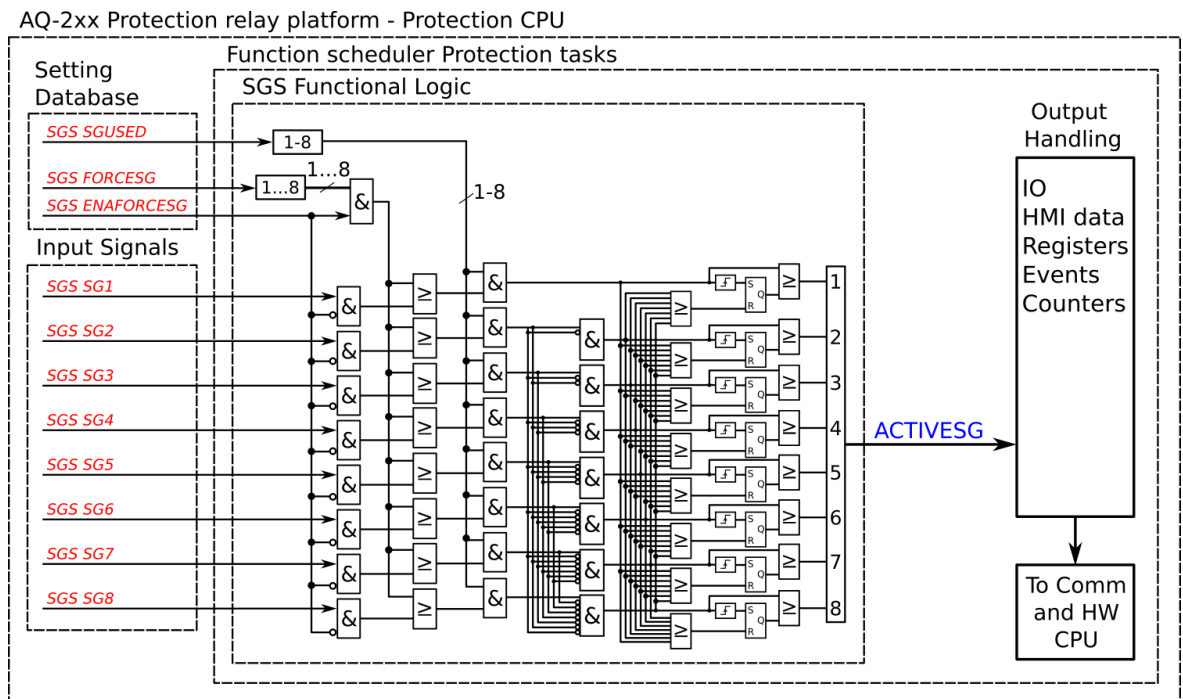 AQ-2xx Protection relay platform - Protection CPU
Function scheduler Protection tasks
Setting
Database
SGS Functional Logic
SGS SGUSED
1-8
SGS FORCESG
1...8
1...8
&
1-8
SGS ENAFORCESG
Output
Handling
IO
HMI data
Registers
Events
Counters
Input Signals
SGS SG1
& ≥ & ≥ S Q R ≥ 1
SGS SG2
& ≥ & & ≥ S Q R ≥ 2
SGS SG3
& ≥ & & ≥ S Q R ≥ 3
SGS SG4
& ≥ & & ≥ S Q R ≥ 4
ACTIVESG
SGS SG5
& ≥ & & ≥ S Q R ≥ 5
SGS SG6
& ≥ & & ≥ S Q R ≥ 6
SGS SG7
& ≥ & & ≥ S Q R ≥ 7
SGS SG8
& ≥ & & ≥ S Q R ≥ 8
To Comm
and HW
CPU